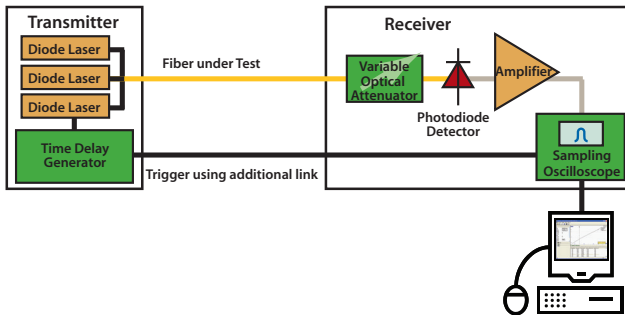 Transmitter
Diode Laser
Diode Laser
Diode Laser
Time Delay
Generator
Fiber under Test
Trigger using additional link
Receiver
Variable
Optical
Attenuator
Photodiode
Detector
Amplifier
Sampling
Oscilloscope